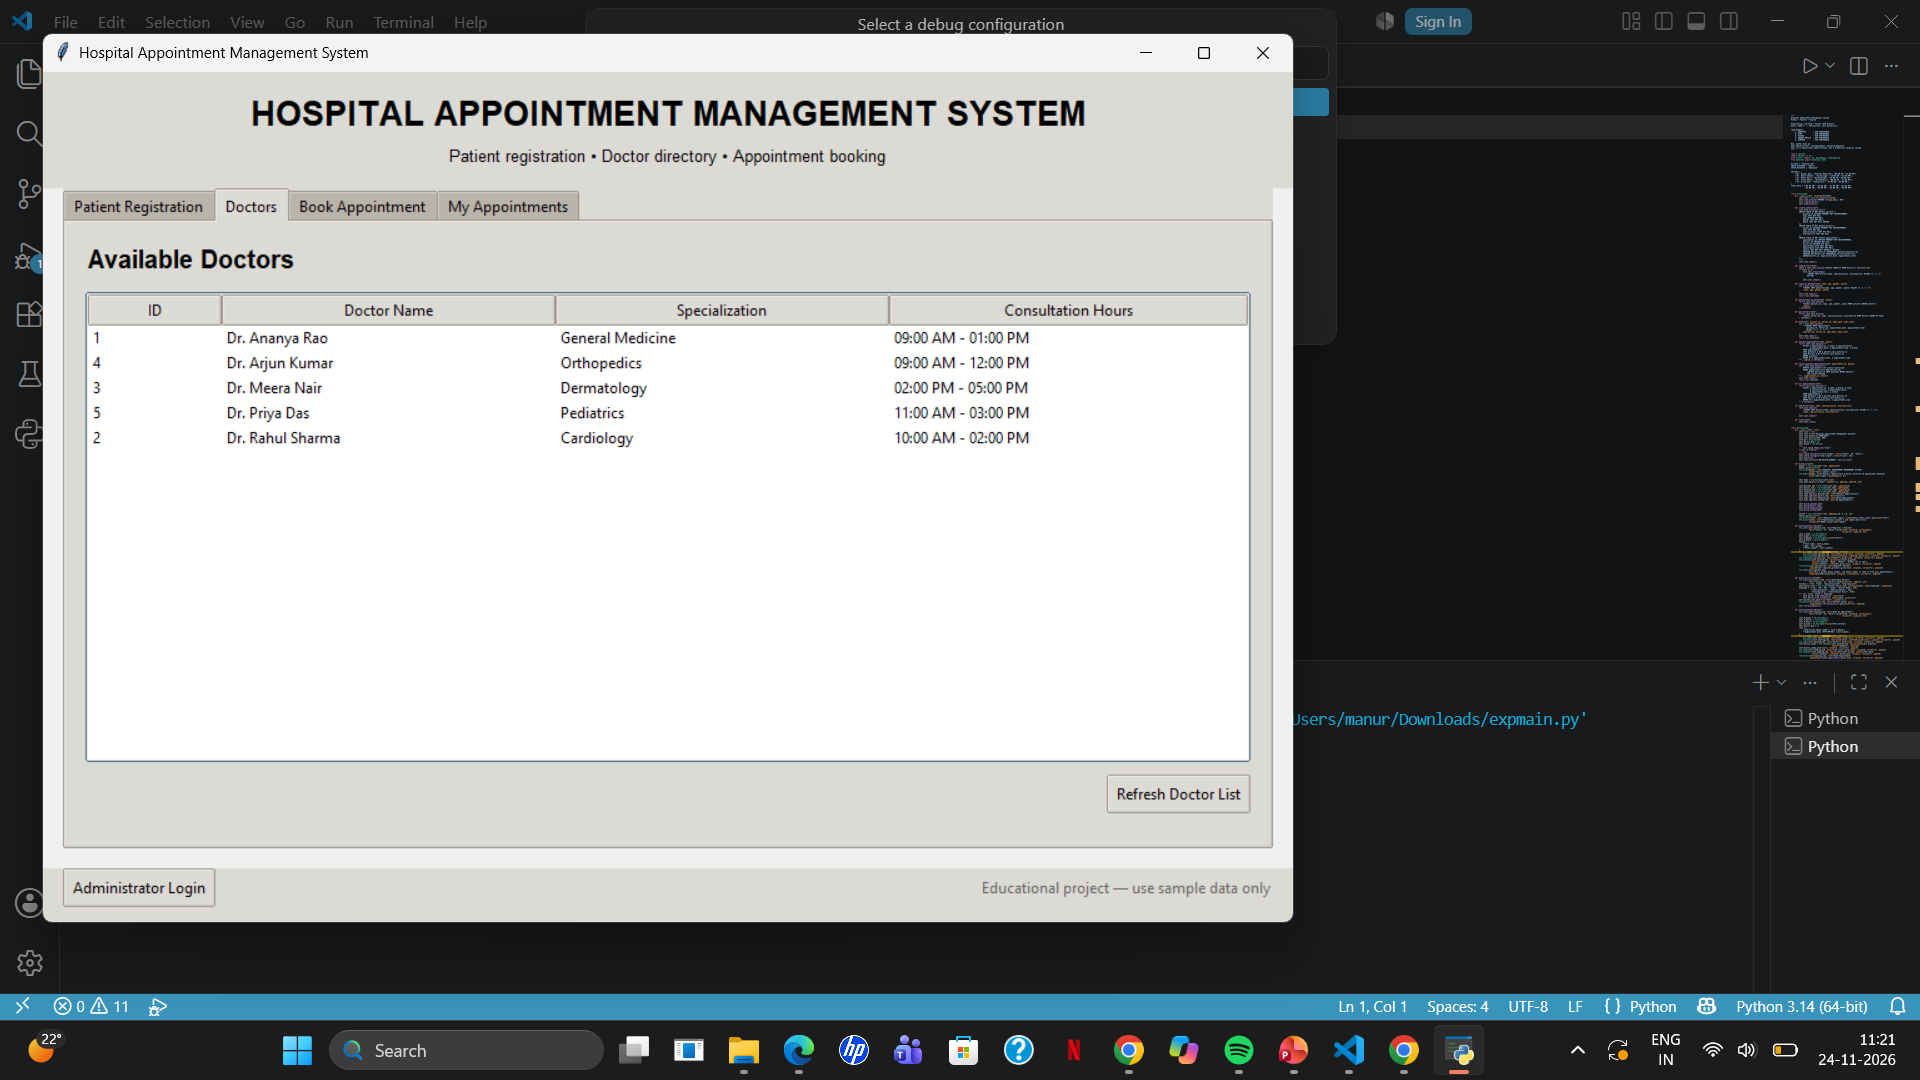 File Edit Selection View Go Run Terminal Help
Select a debug configuration
Sign In
Hospital Appointment Management System
HOSPITAL APPOINTMENT MANAGEMENT SYSTEM
Patient registration • Doctor directory • Appointment booking
Patient Registration Doctors Book Appointment My Appointments
Available Doctors
ID Doctor Name Specialization Consultation Hours
1 Dr. Ananya Rao General Medicine 09:00 AM - 01:00 PM
4 Dr. Arjun Kumar Orthopedics 09:00 AM - 12:00 PM
3 Dr. Meera Nair Dermatology 02:00 PM - 05:00 PM
5 Dr. Priya Das Pediatrics 11:00 AM - 03:00 PM
2 Dr. Rahul Sharma Cardiology 10:00 AM - 02:00 PM
Refresh Doctor List
Administrator Login
Educational project — use sample data only
1
Users/manur/Downloads/expmain.py'
Python
Python
0 11
Ln 1, Col 1 Spaces: 4 UTF-8 LF { } Python Python 3.14 (64-bit)
22°
Search
hp
ENG
IN
11:21
24-11-2026